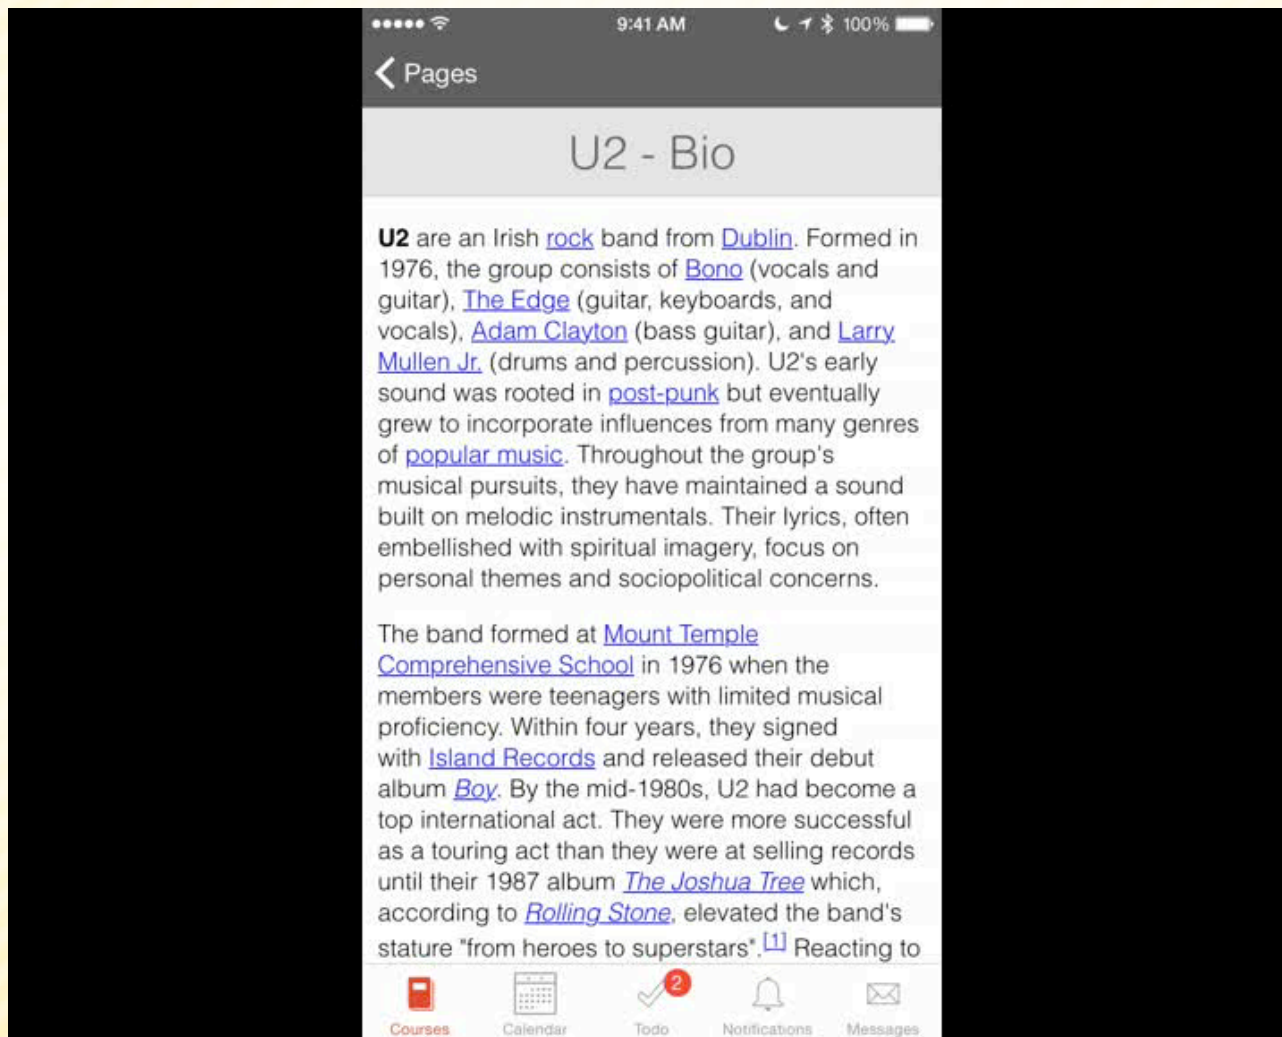 9:41 AM
100%
Pages
U2 - Bio
U2 are an Irish rock band from Dublin. Formed in
1976, the group consists of Bono (vocals and
guitar), The Edge (guitar, keyboards, and
vocals), Adam Clayton (bass guitar), and Larry
Mullen Jr. (drums and percussion). U2's early
sound was rooted in post-punk but eventually
grew to incorporate influences from many genres
of popular music. Throughout the group's
musical pursuits, they have maintained a sound
built on melodic instrumentals. Their lyrics, often
embellished with spiritual imagery, focus on
personal themes and sociopolitical concerns.
The band formed at Mount Temple
Comprehensive School in 1976 when the
members were teenagers with limited musical
proficiency. Within four years, they signed
with Island Records and released their debut
album Boy. By the mid-1980s, U2 had become a
top international act. They were more successful
as a touring act than they were at selling records
until their 1987 album The Joshua Tree which,
according to Rolling Stone, elevated the band's
stature "from heroes to superstars".[1] Reacting to
2
Courses Calendar Todo Notifications Messages